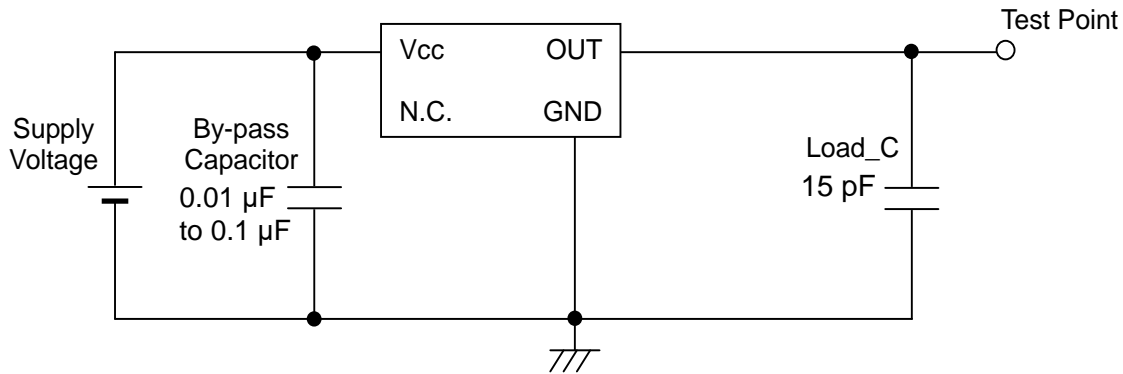 Test Point
Vcc
OUT
N.C.
GND
Supply
Voltage
By-pass
Capacitor
0.01 µF
to 0.1 µF
Load_C
15 pF